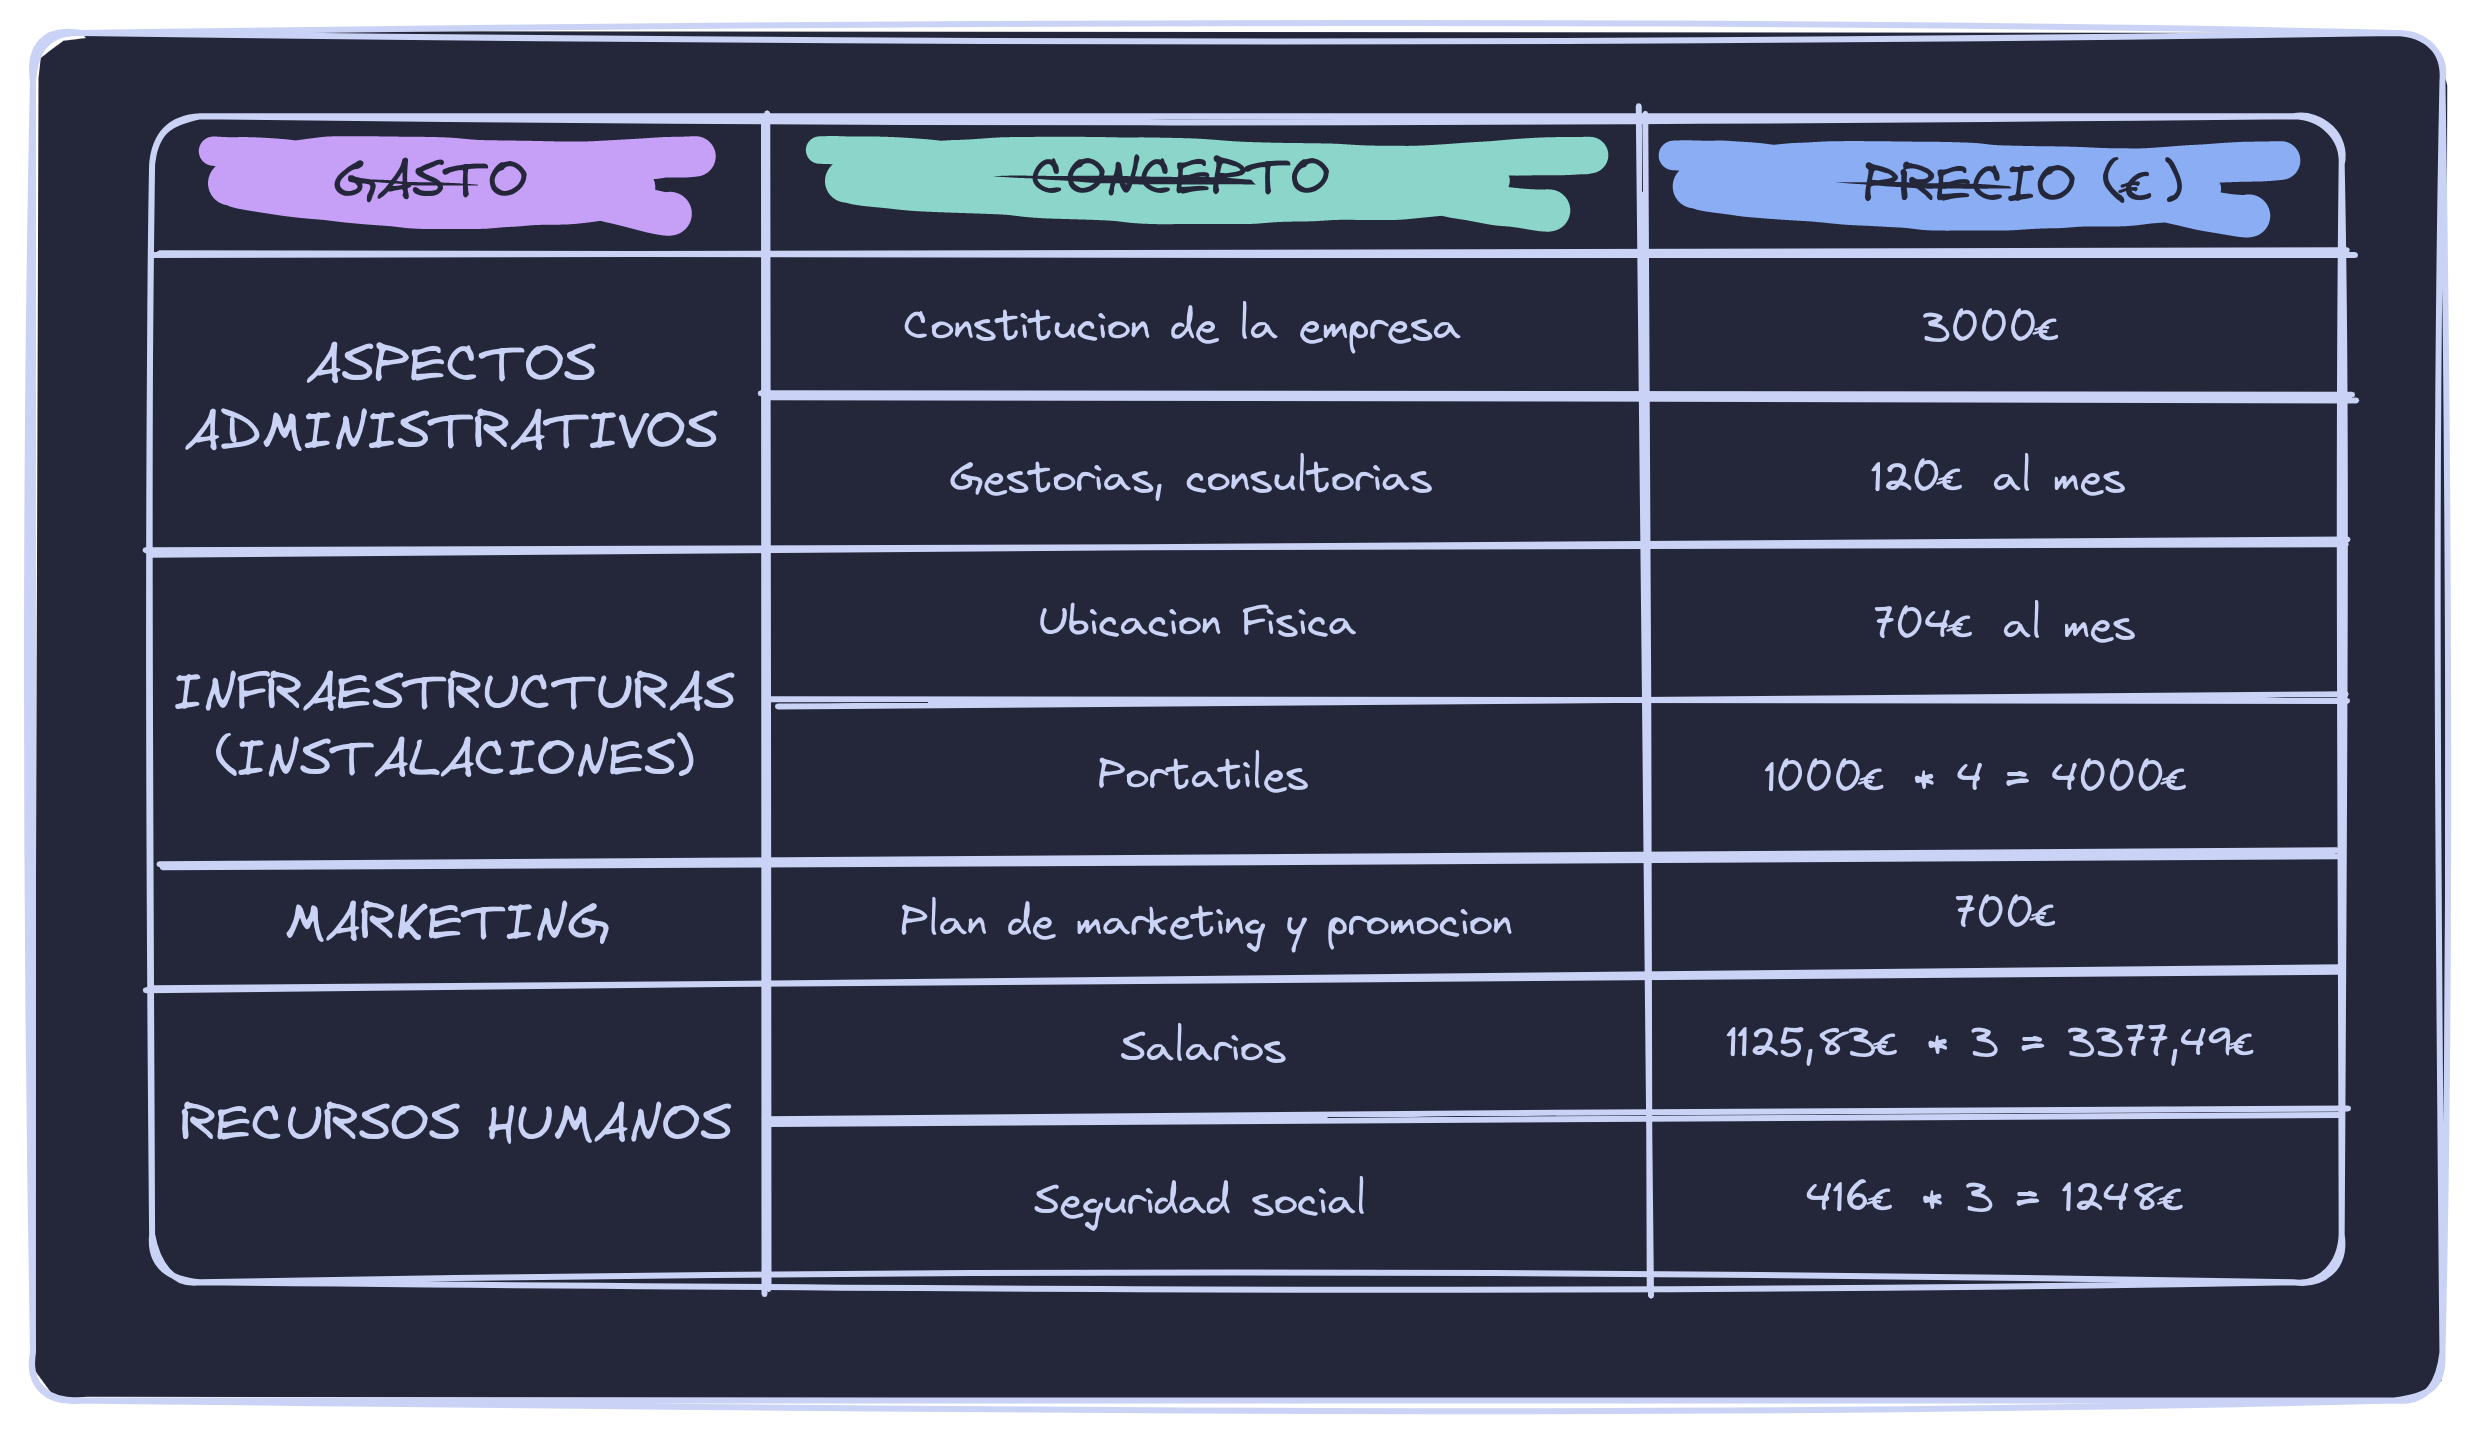 GASTO
CONCEPTO
PRECIO (€)
ASPECTOS
ADMINISTRATIVOS
Constitucion de la empresa
3000€
Gestorias, consultorias
120€ al mes
INFRAESTRUCTURAS
(INSTALACIONES)
Ubicacion Fisica
704€ al mes
Portatiles
1000€ * 4 = 4000€
MARKETING
Plan de marketing y promocion
700€
RECURSOS HUMANOS
Salarios
1125,83€ * 3 = 3377,49€
Seguridad social
416€ * 3 = 1248€